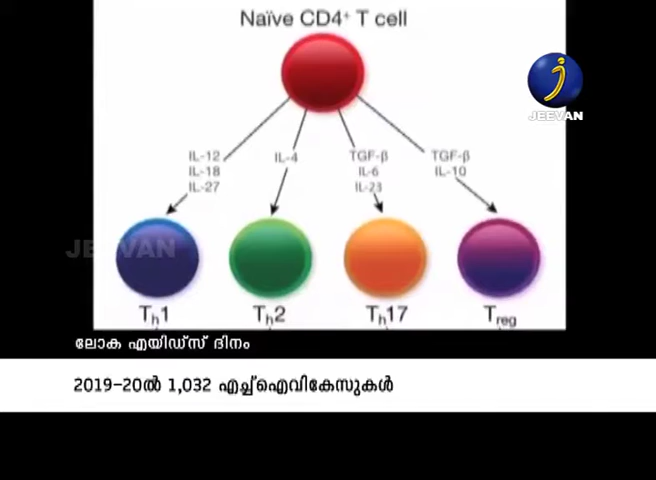 Naïve CD4⁺ T cell
j
JEEVAN
IL-12
IL-18
IL-27
IL-4
TGF-β
IL-6
IL-23
TGF-β
IL-10
JEEVAN
Tₕ1
Tₕ2
Tₕ17
Treg
ലോക എയിഡ്സ് ദിനം
2019-20ൽ 1,032 എച്ച്ഐവികേസുകൾ